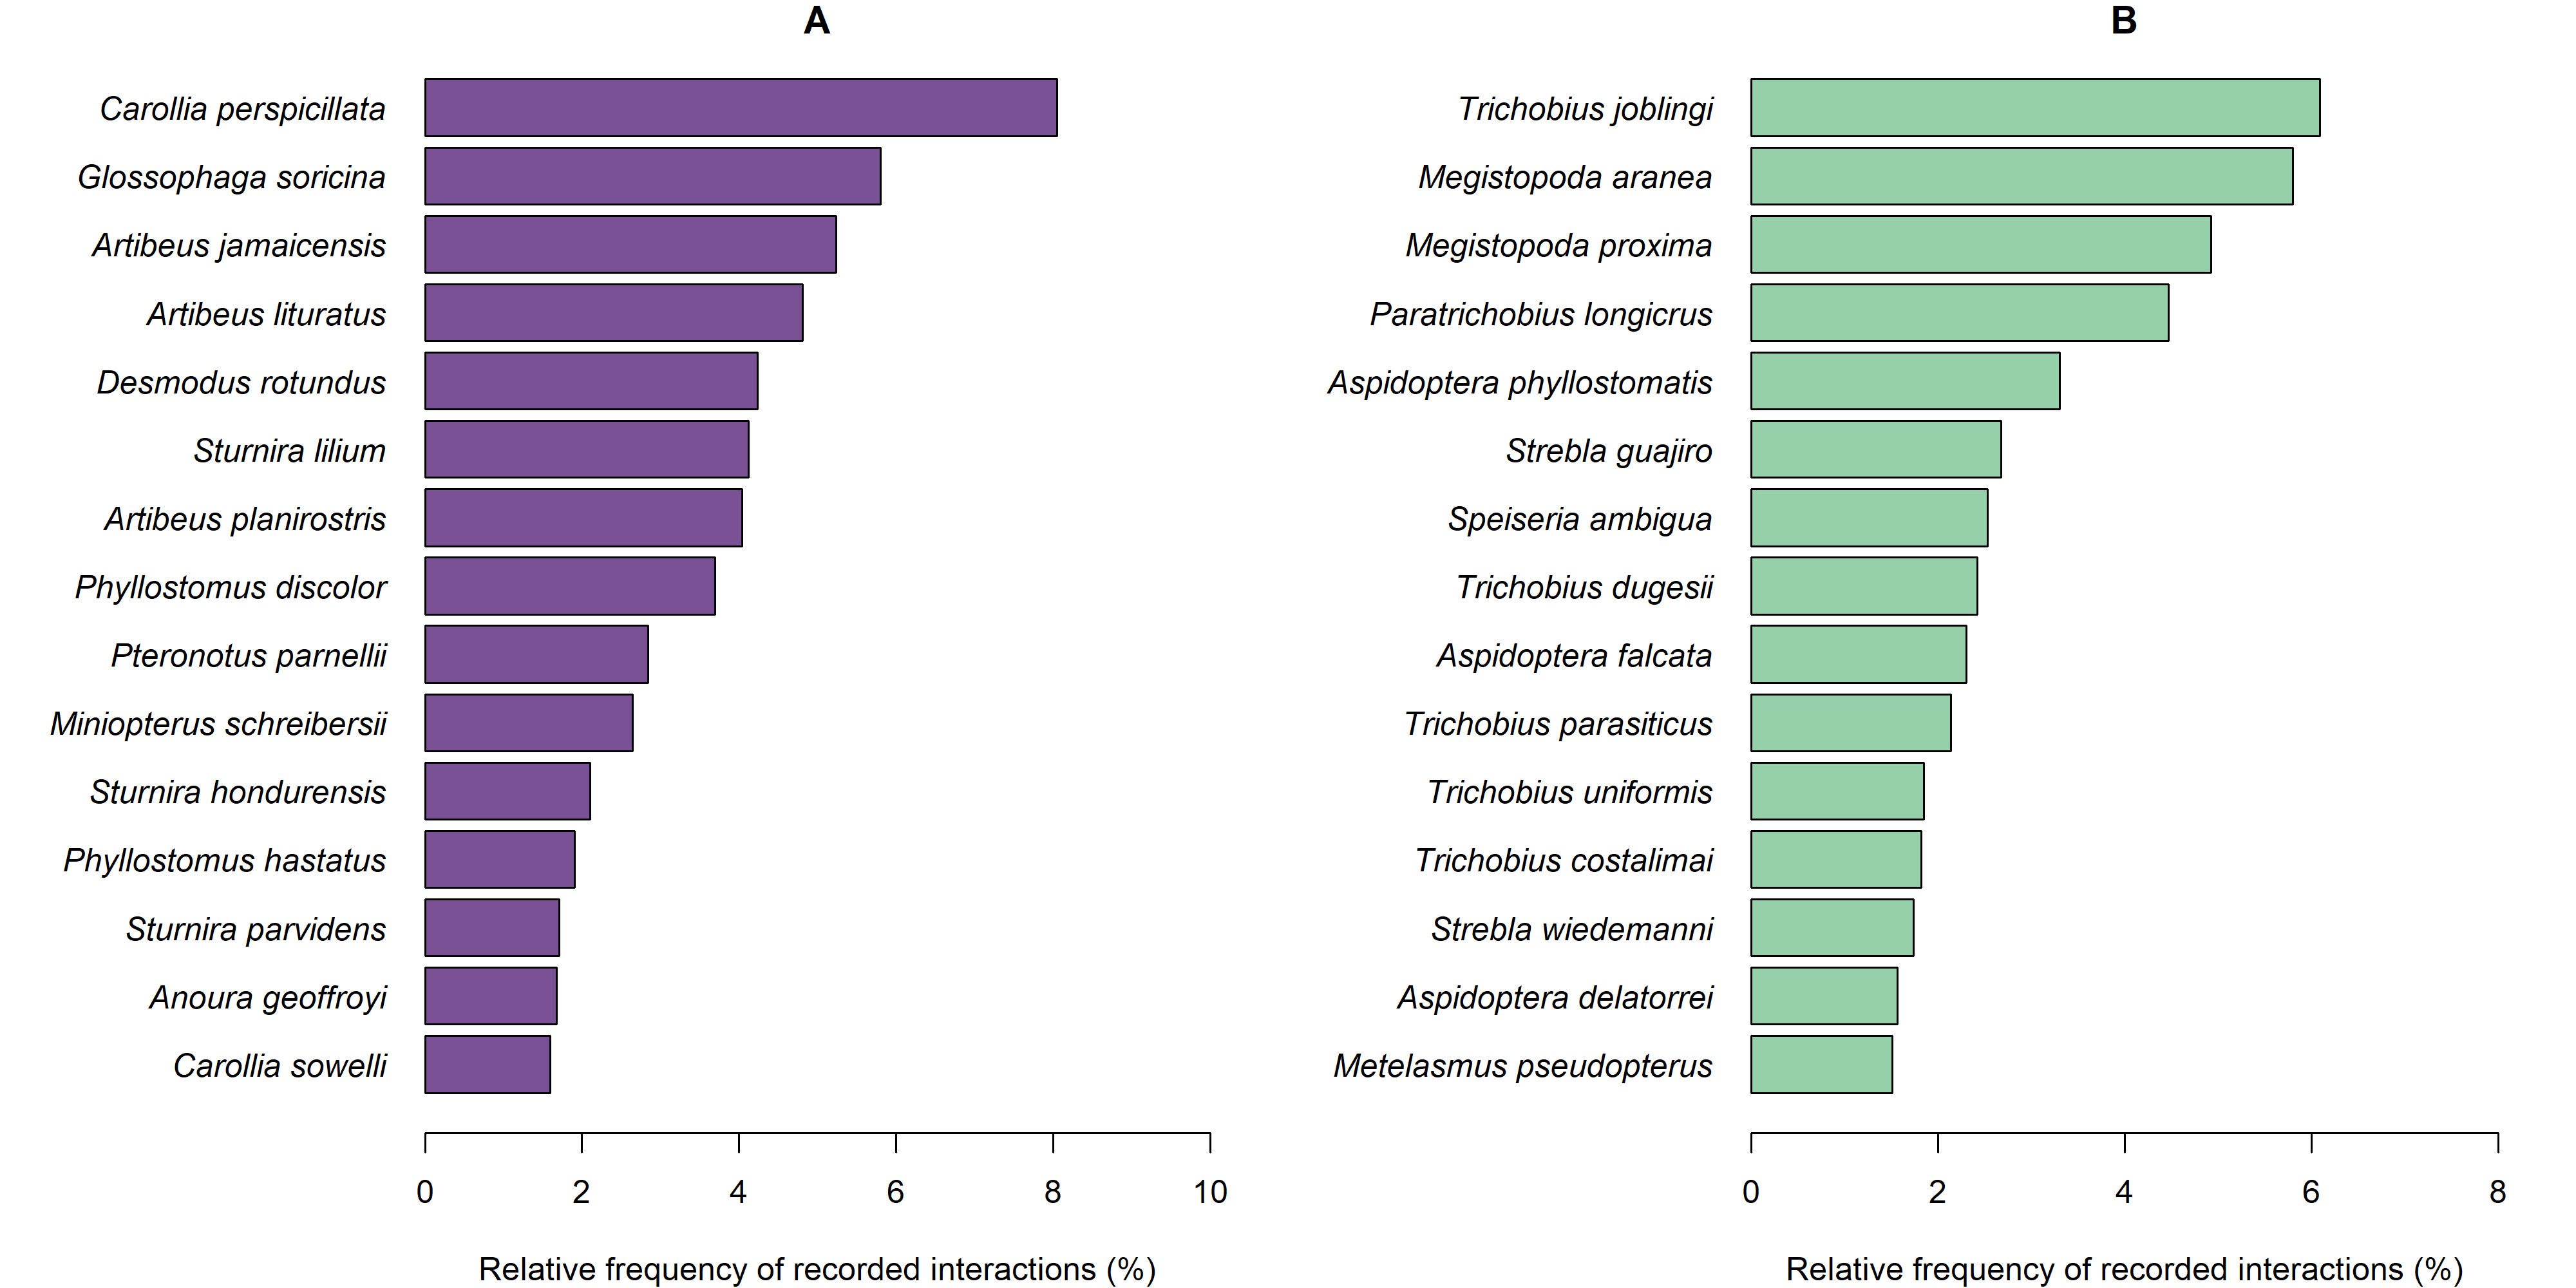 A
Carollia perspicillata
Glossophaga soricina
Artibeus jamaicensis
Artibeus lituratus
Desmodus rotundus
Sturnira lilium
Artibeus planirostris
Phyllostomus discolor
Pteronotus parnellii
Miniopterus schreibersii
Sturnira hondurensis
Phyllostomus hastatus
Sturnira parvidens
Anoura geoffroyi
Carollia sowelli
0 2 4 6 8 10
Relative frequency of recorded interactions (%)
B
Trichobius joblingi
Megistopoda aranea
Megistopoda proxima
Paratrichobius longicrus
Aspidoptera phyllostomatis
Strebla guajiro
Speiseria ambigua
Trichobius dugesii
Aspidoptera falcata
Trichobius parasiticus
Trichobius uniformis
Trichobius costalimai
Strebla wiedemanni
Aspidoptera delatorrei
Metelasmus pseudopterus
0 2 4 6 8
Relative frequency of recorded interactions (%)